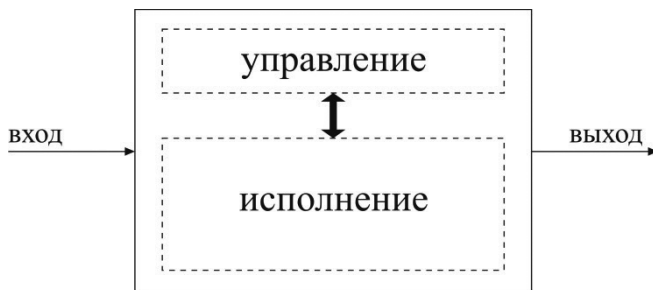 управление
вход
выход
исполнение